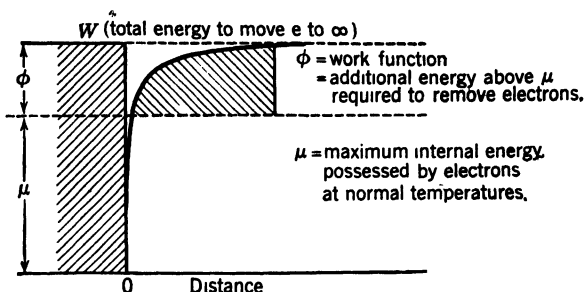 W (total energy to move e to ∞)
ϕ = work function
= additional energy above μ
required to remove electrons.
ϕ
μ = maximum internal energy
possessed by electrons
at normal temperatures.
μ
0 Distance